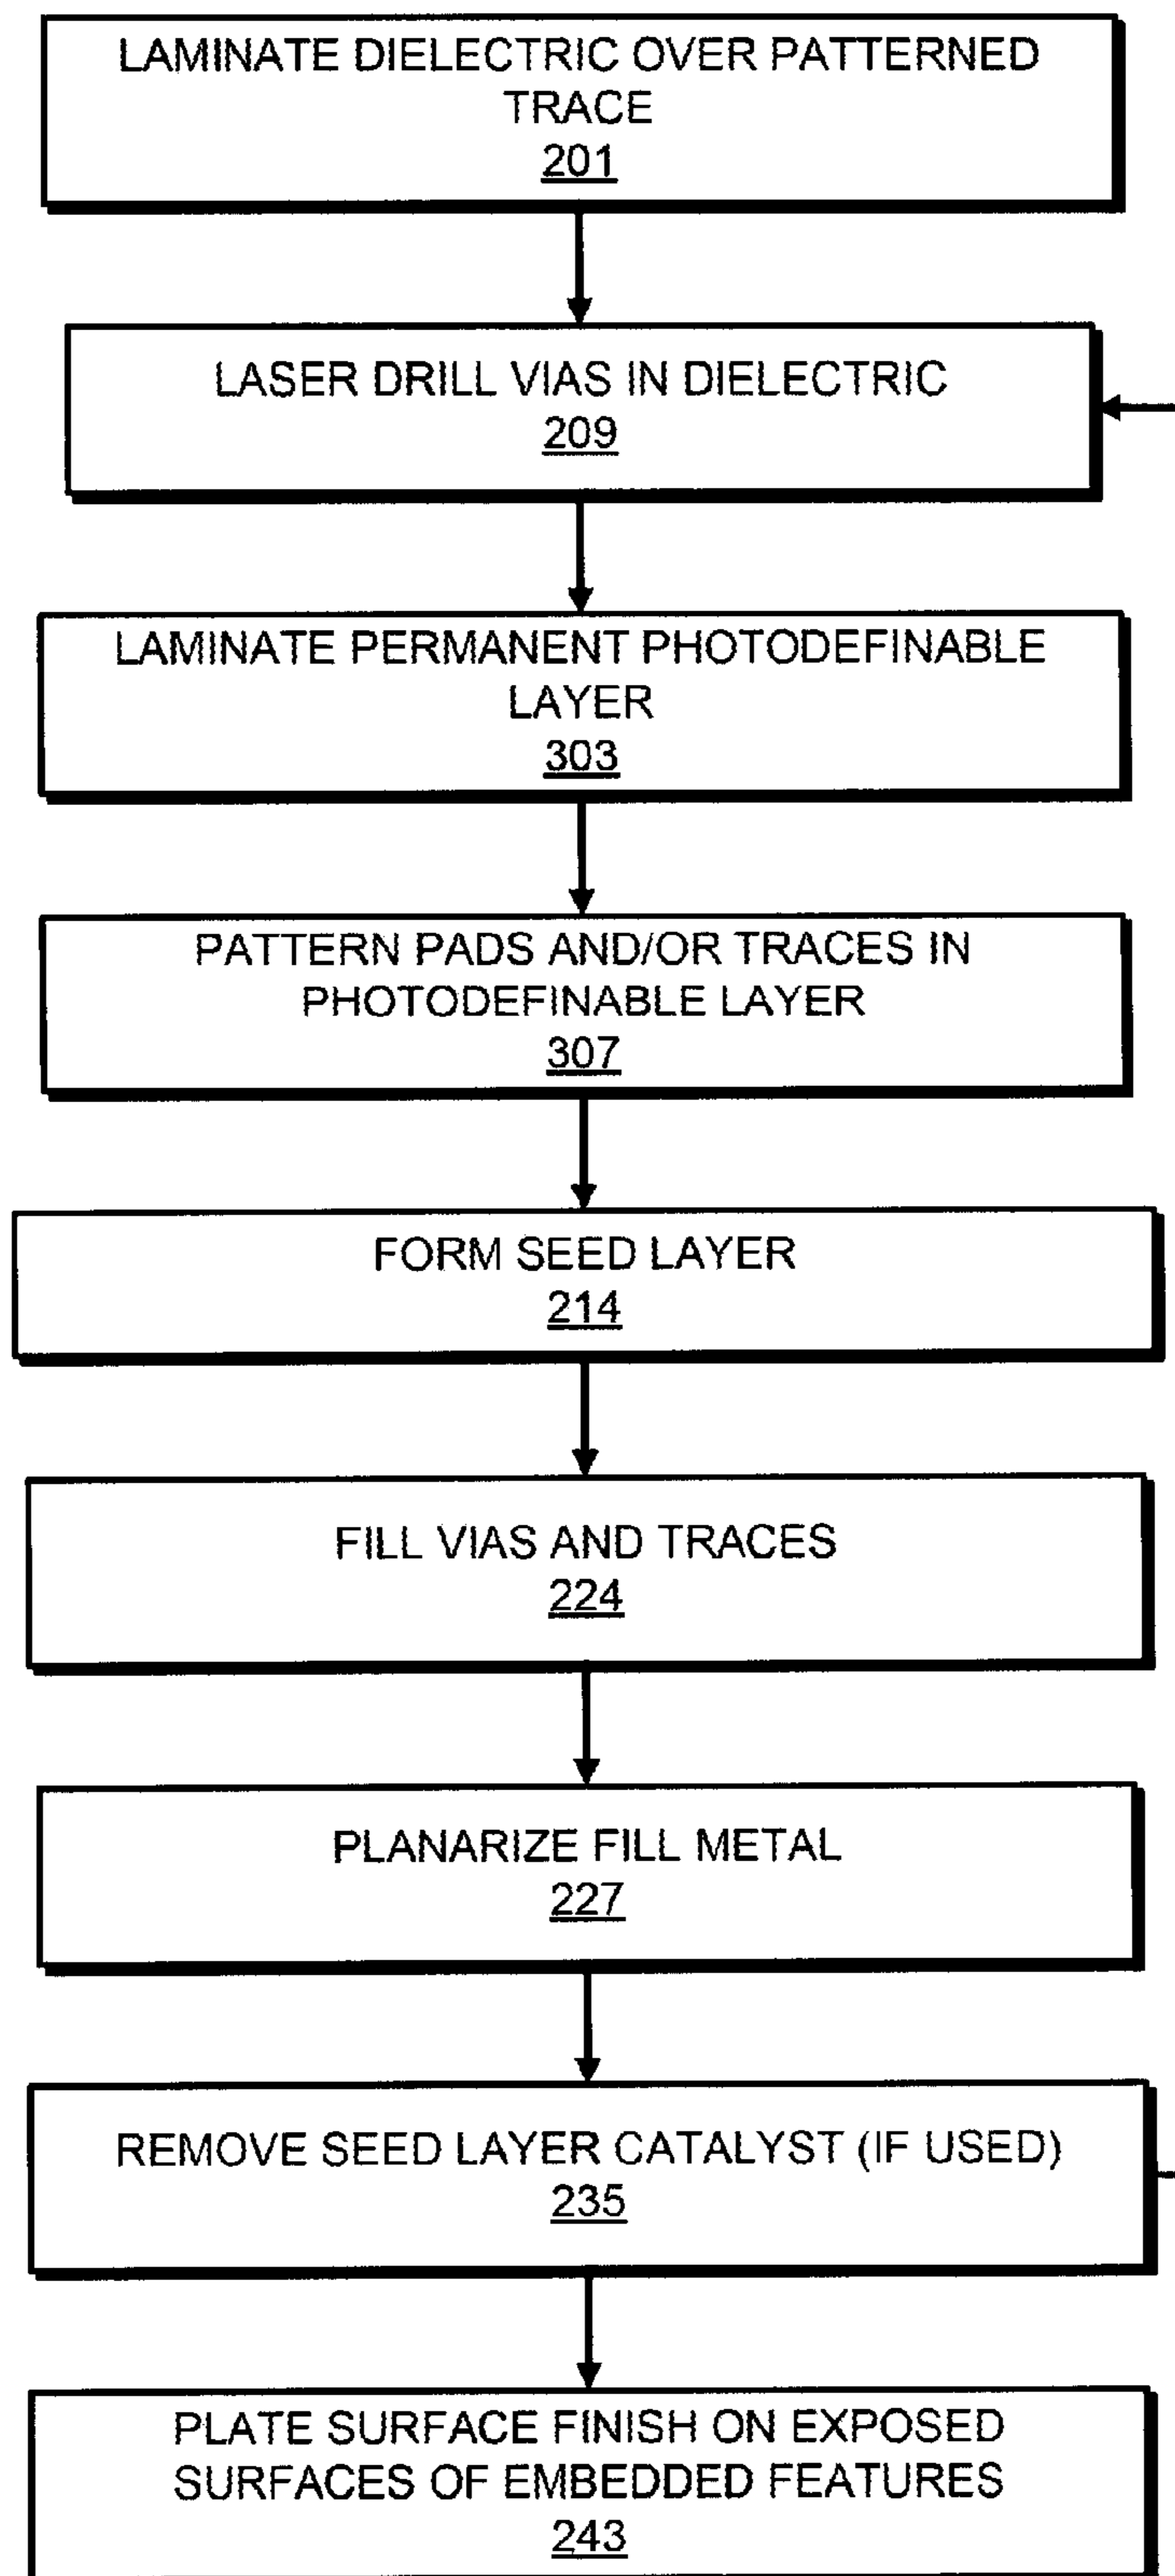 LAMINATE DIELECTRIC OVER PATTERNED
TRACE
201
LASER DRILL VIAS IN DIELECTRIC
209
LAMINATE PERMANENT PHOTODEFINABLE
LAYER
303
PATTERN PADS AND/OR TRACES IN
PHOTODEFINABLE LAYER
307
FORM SEED LAYER
214
FILL VIAS AND TRACES
224
PLANARIZE FILL METAL
227
REMOVE SEED LAYER CATALYST (IF USED)
235
PLATE SURFACE FINISH ON EXPOSED
SURFACES OF EMBEDDED FEATURES
243